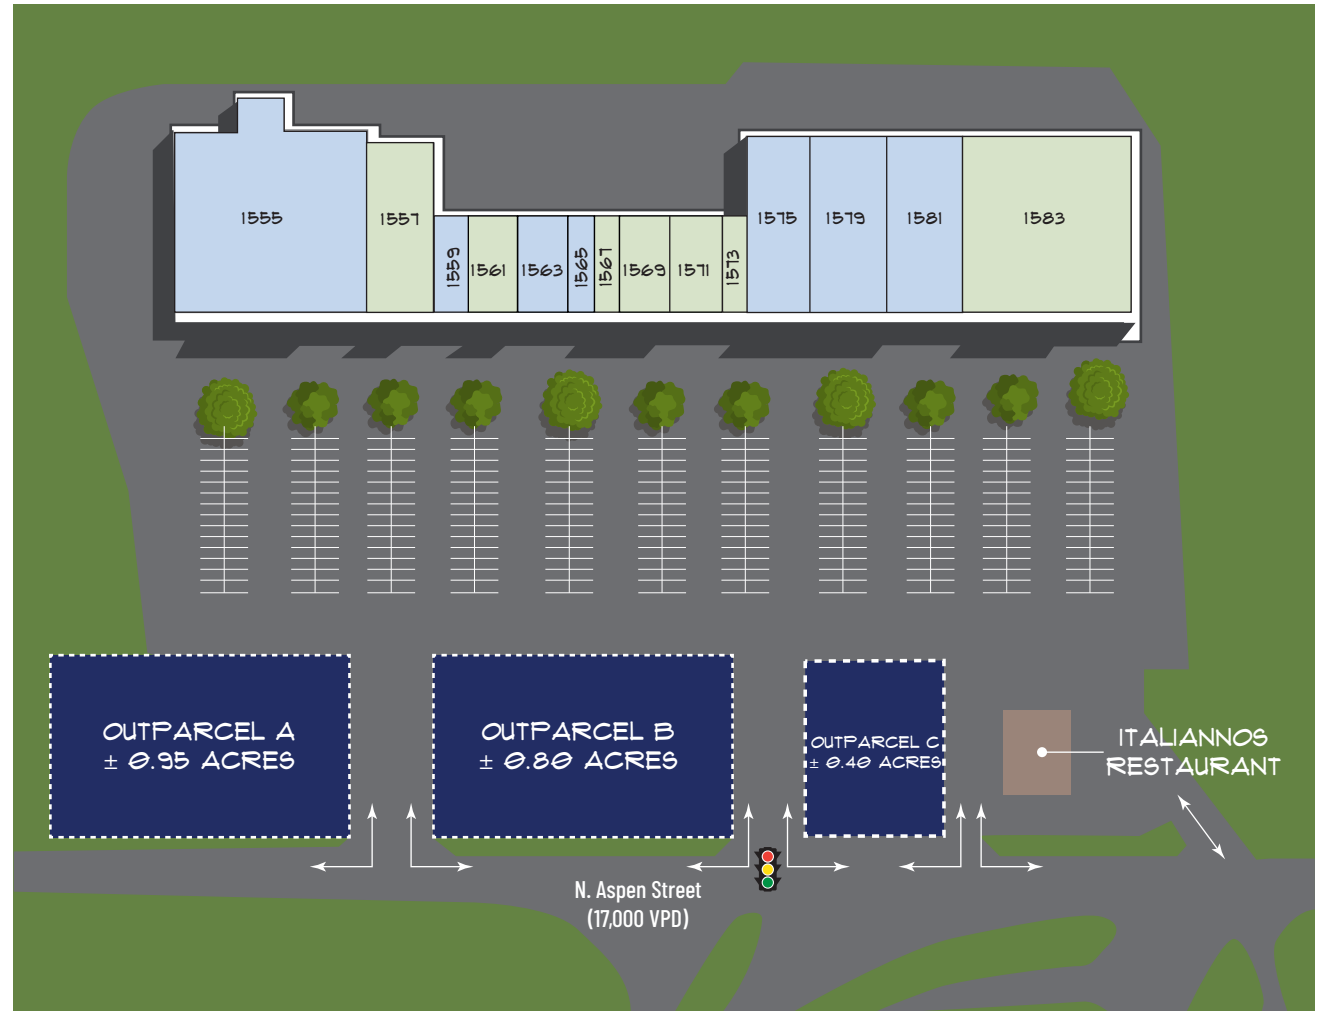 1555
1557
1559
1561
1563
1565
1567
1569
1571
1573
1575
1579
1581
1583
OUTPARCEL A
± 0.95 ACRES
OUTPARCEL B
± 0.80 ACRES
OUTPARCEL C
± 0.40 ACRES
ITALIANNOS
RESTAURANT
N. Aspen Street
(17,000 VPD)